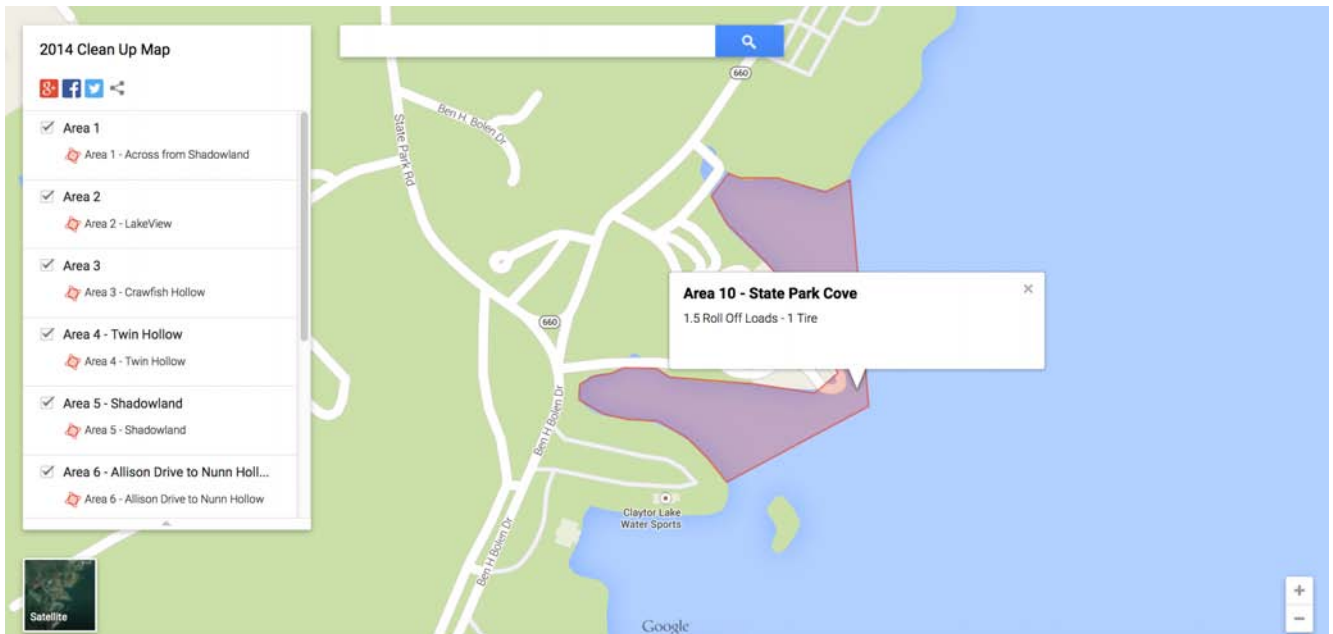 2014 Clean Up Map
Area 1
Area 1 - Across from Shadowland
Area 2
Area 2 - LakeView
Area 3
Area 3 - Crawfish Hollow
Area 4 - Twin Hollow
Area 4 - Twin Hollow
Area 5 - Shadowland
Area 5 - Shadowland
Area 6 - Allison Drive to Nunn Holl...
Area 6 - Allison Drive to Nunn Hollow
Satellite
State Park Rd
Ben H. Bolen Dr
660
Area 10 - State Park Cove
1.5 Roll Off Loads - 1 Tire
660
Ben H Bolen Dr
Ben H Bolen Dr
Claytor Lake
Water Sports
Google